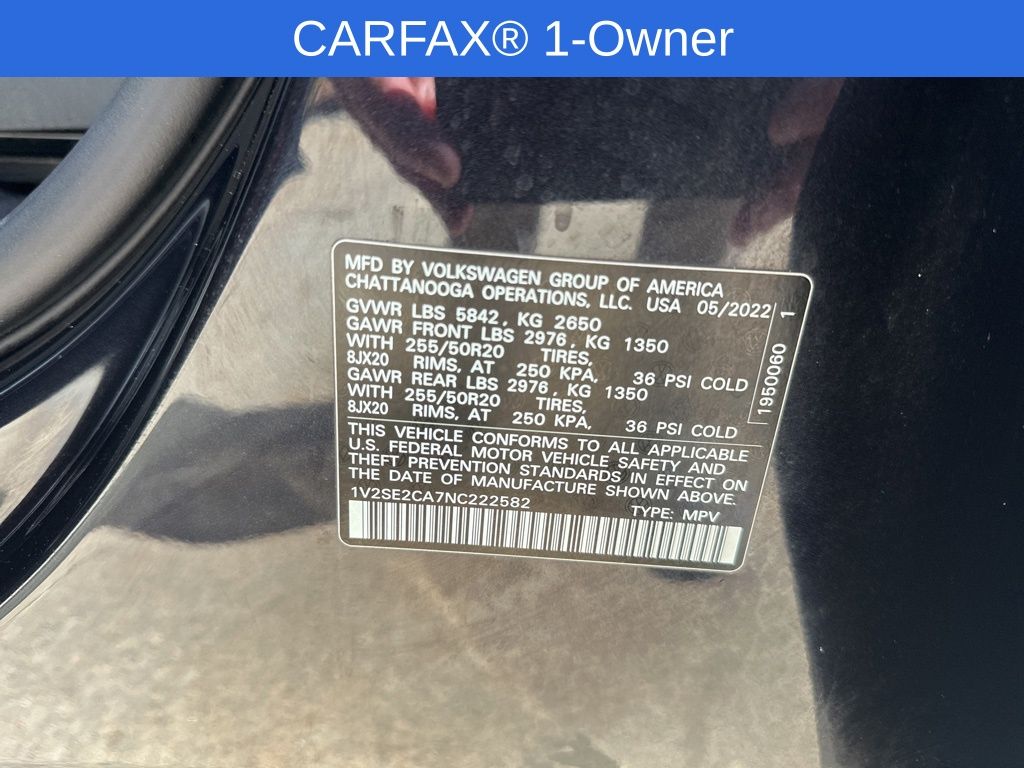 CARFAX® 1-Owner
MFD BY VOLKSWAGEN GROUP OF AMERICA
CHATTANOOGA OPERATIONS, LLC. USA 05/2022
GVWR LBS 5842, KG 2650
GAWR FRONT LBS 2976, KG 1350
WITH 255/50R20 TIRES,
8JX20 RIMS, AT 250 KPA, 36 PSI COLD
GAWR REAR LBS 2976, KG 1350
WITH 255/50R20 TIRES,
8JX20 RIMS, AT 250 KPA, 36 PSI COLD
1950060 1
THIS VEHICLE CONFORMS TO ALL APPLICABLE
U.S. FEDERAL MOTOR VEHICLE SAFETY AND
THEFT PREVENTION STANDARDS IN EFFECT ON
THE DATE OF MANUFACTURE SHOWN ABOVE.
1V2SE2CA7NC222582 TYPE: MPV